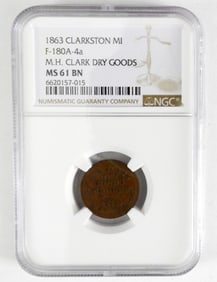 1863 CLARKSTON MI
F-180A-4a
M.H. CLARK DRY GOODS
MS 61 BN
6620157-015
NUMISMATIC GUARANTY COMPANY
NGC